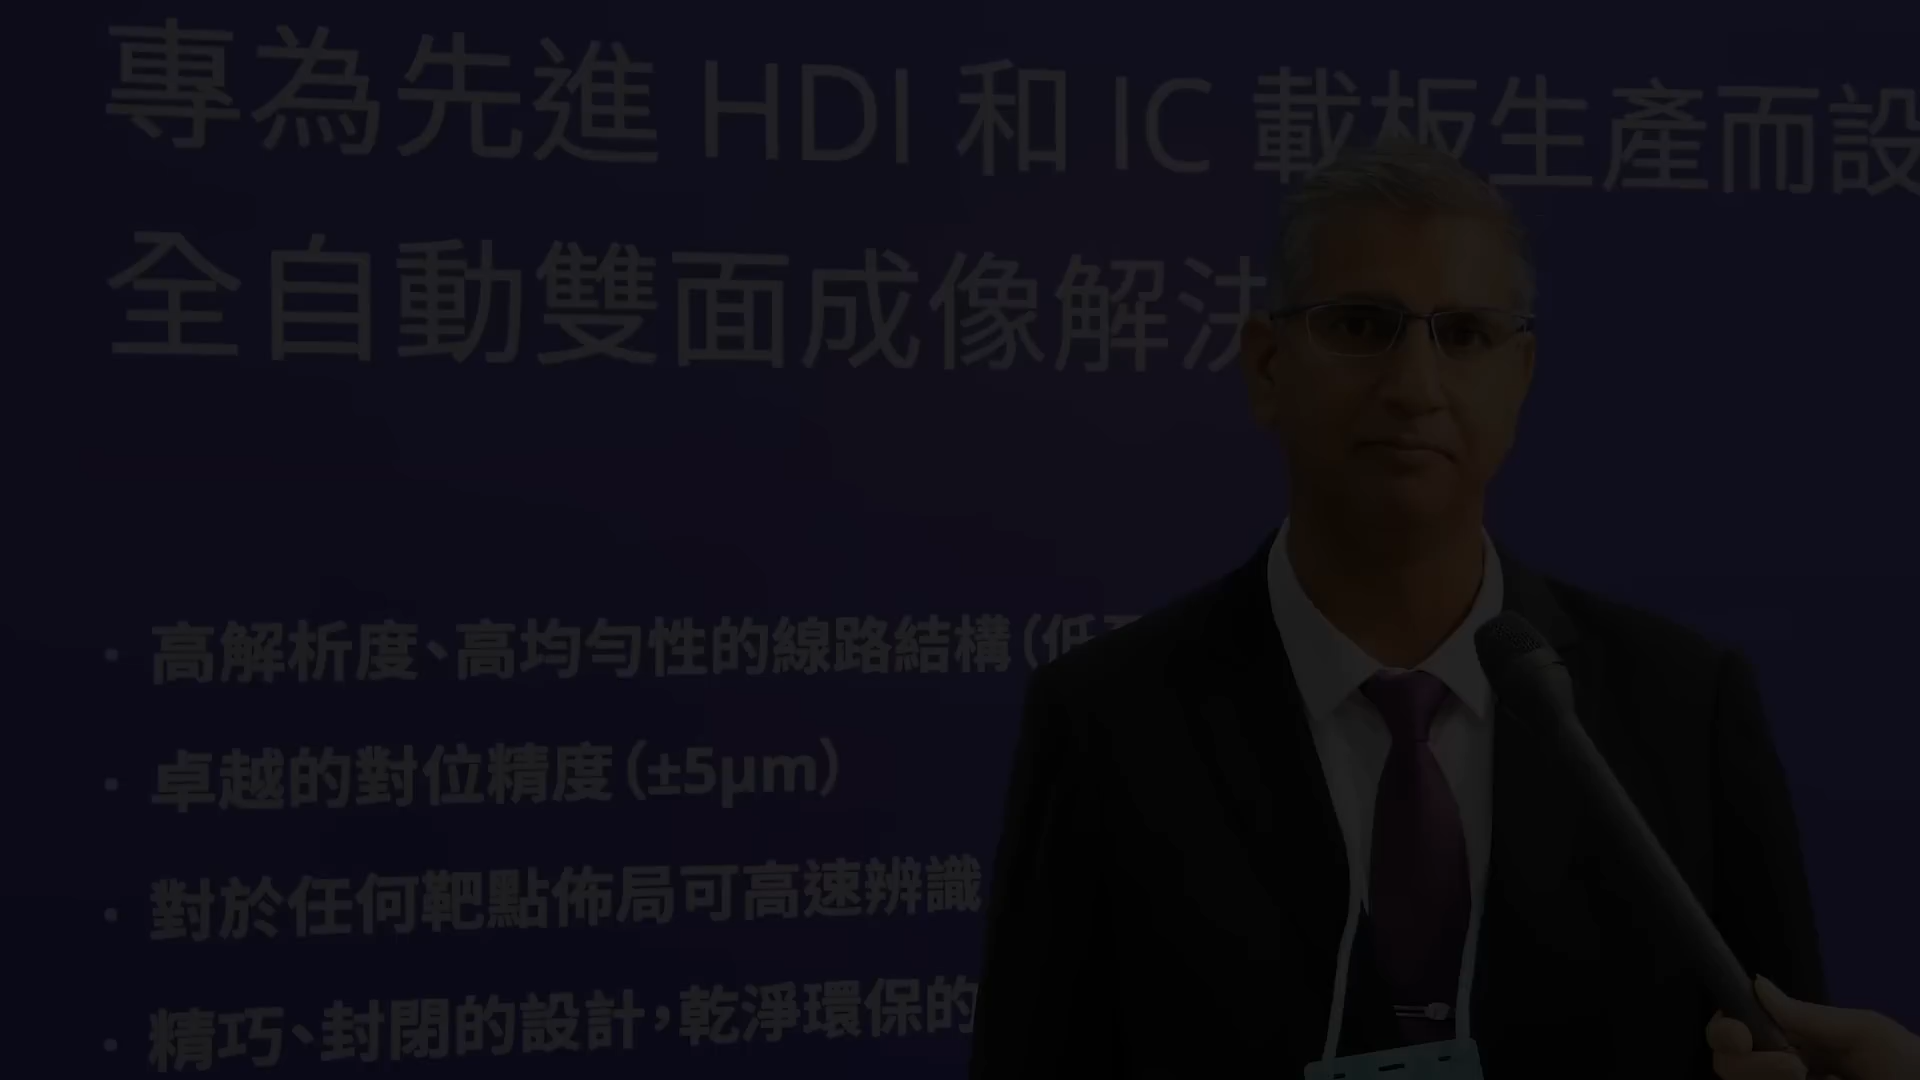 專為先進 HDI 和 IC 載板生產而設
全自動雙面成像解決
· 高解析度、高均勻性的線路結構（低
· 卓越的對位精度（±5μm）
· 對於任何靶點佈局可高速辨識
· 精巧、封閉的設計，乾淨環保的